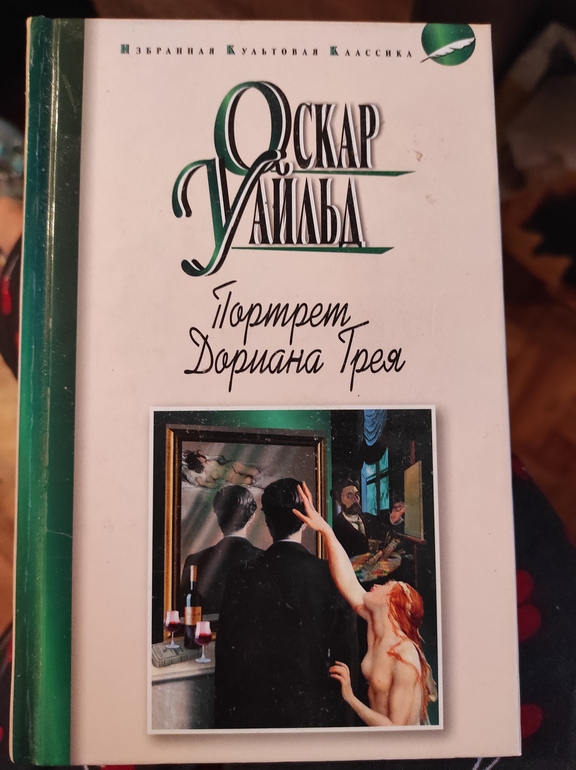 Избранная Культовая Классика
Оскар
Уайльд
Портрет
Дориана Грея